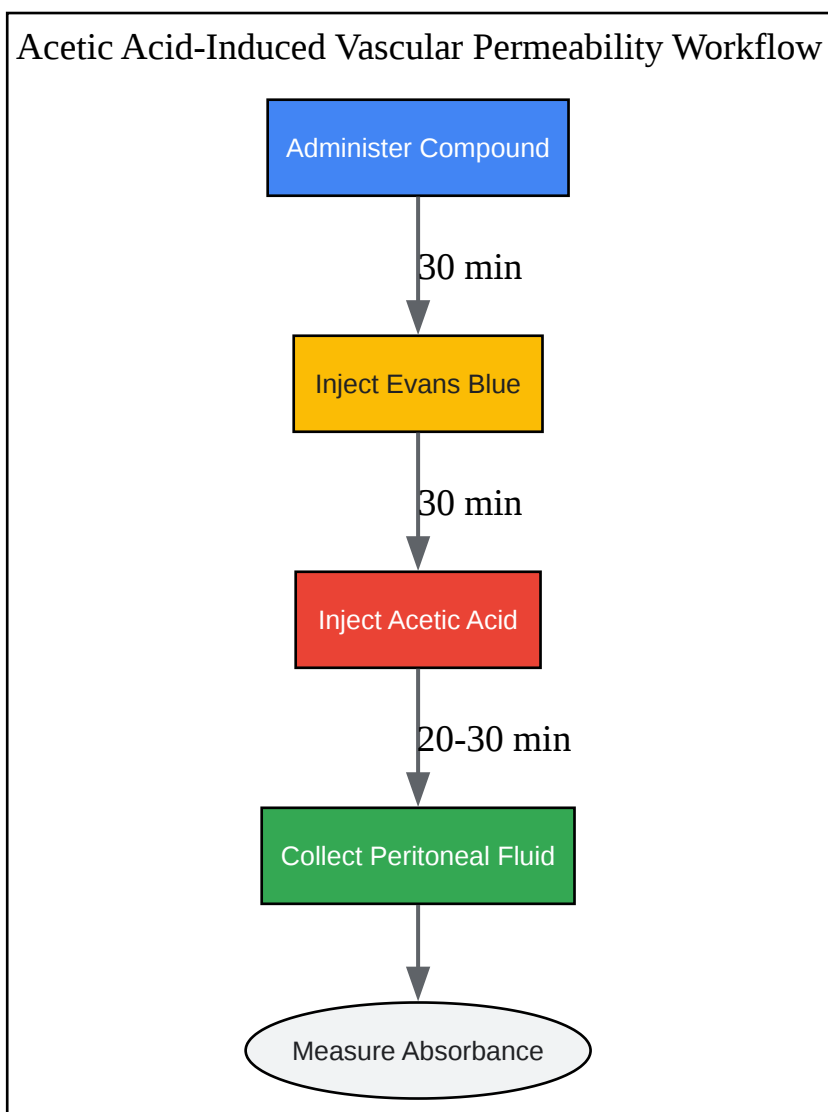 Acetic Acid-Induced Vascular Permeability Workflow
Administer Compound
30 min
Inject Evans Blue
30 min
Inject Acetic Acid
20-30 min
Collect Peritoneal Fluid
Measure Absorbance